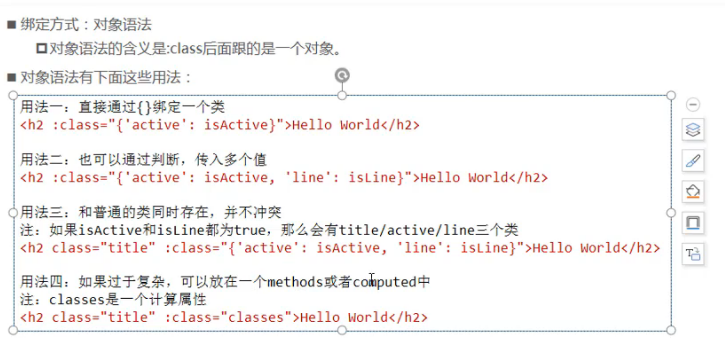 绑定方式：对象语法
对象语法的含义是:class后面跟的是一个对象。
对象语法有下面这些用法：
用法一：直接通过{}绑定一个类
<h2 :class="{'active': isActive}">Hello World</h2>
用法二：也可以通过判断，传入多个值
<h2 :class="{'active': isActive, 'line': isLine}">Hello World</h2>
用法三：和普通的类同时存在，并不冲突
注：如果isActive和isLine都为true，那么会有title/active/line三个类
<h2 class="title" :class="{'active': isActive, 'line': isLine}">Hello World</h2>
用法四：如果过于复杂，可以放在一个methods或者computed中
注：classes是一个计算属性
<h2 class="title" :class="classes">Hello World</h2>